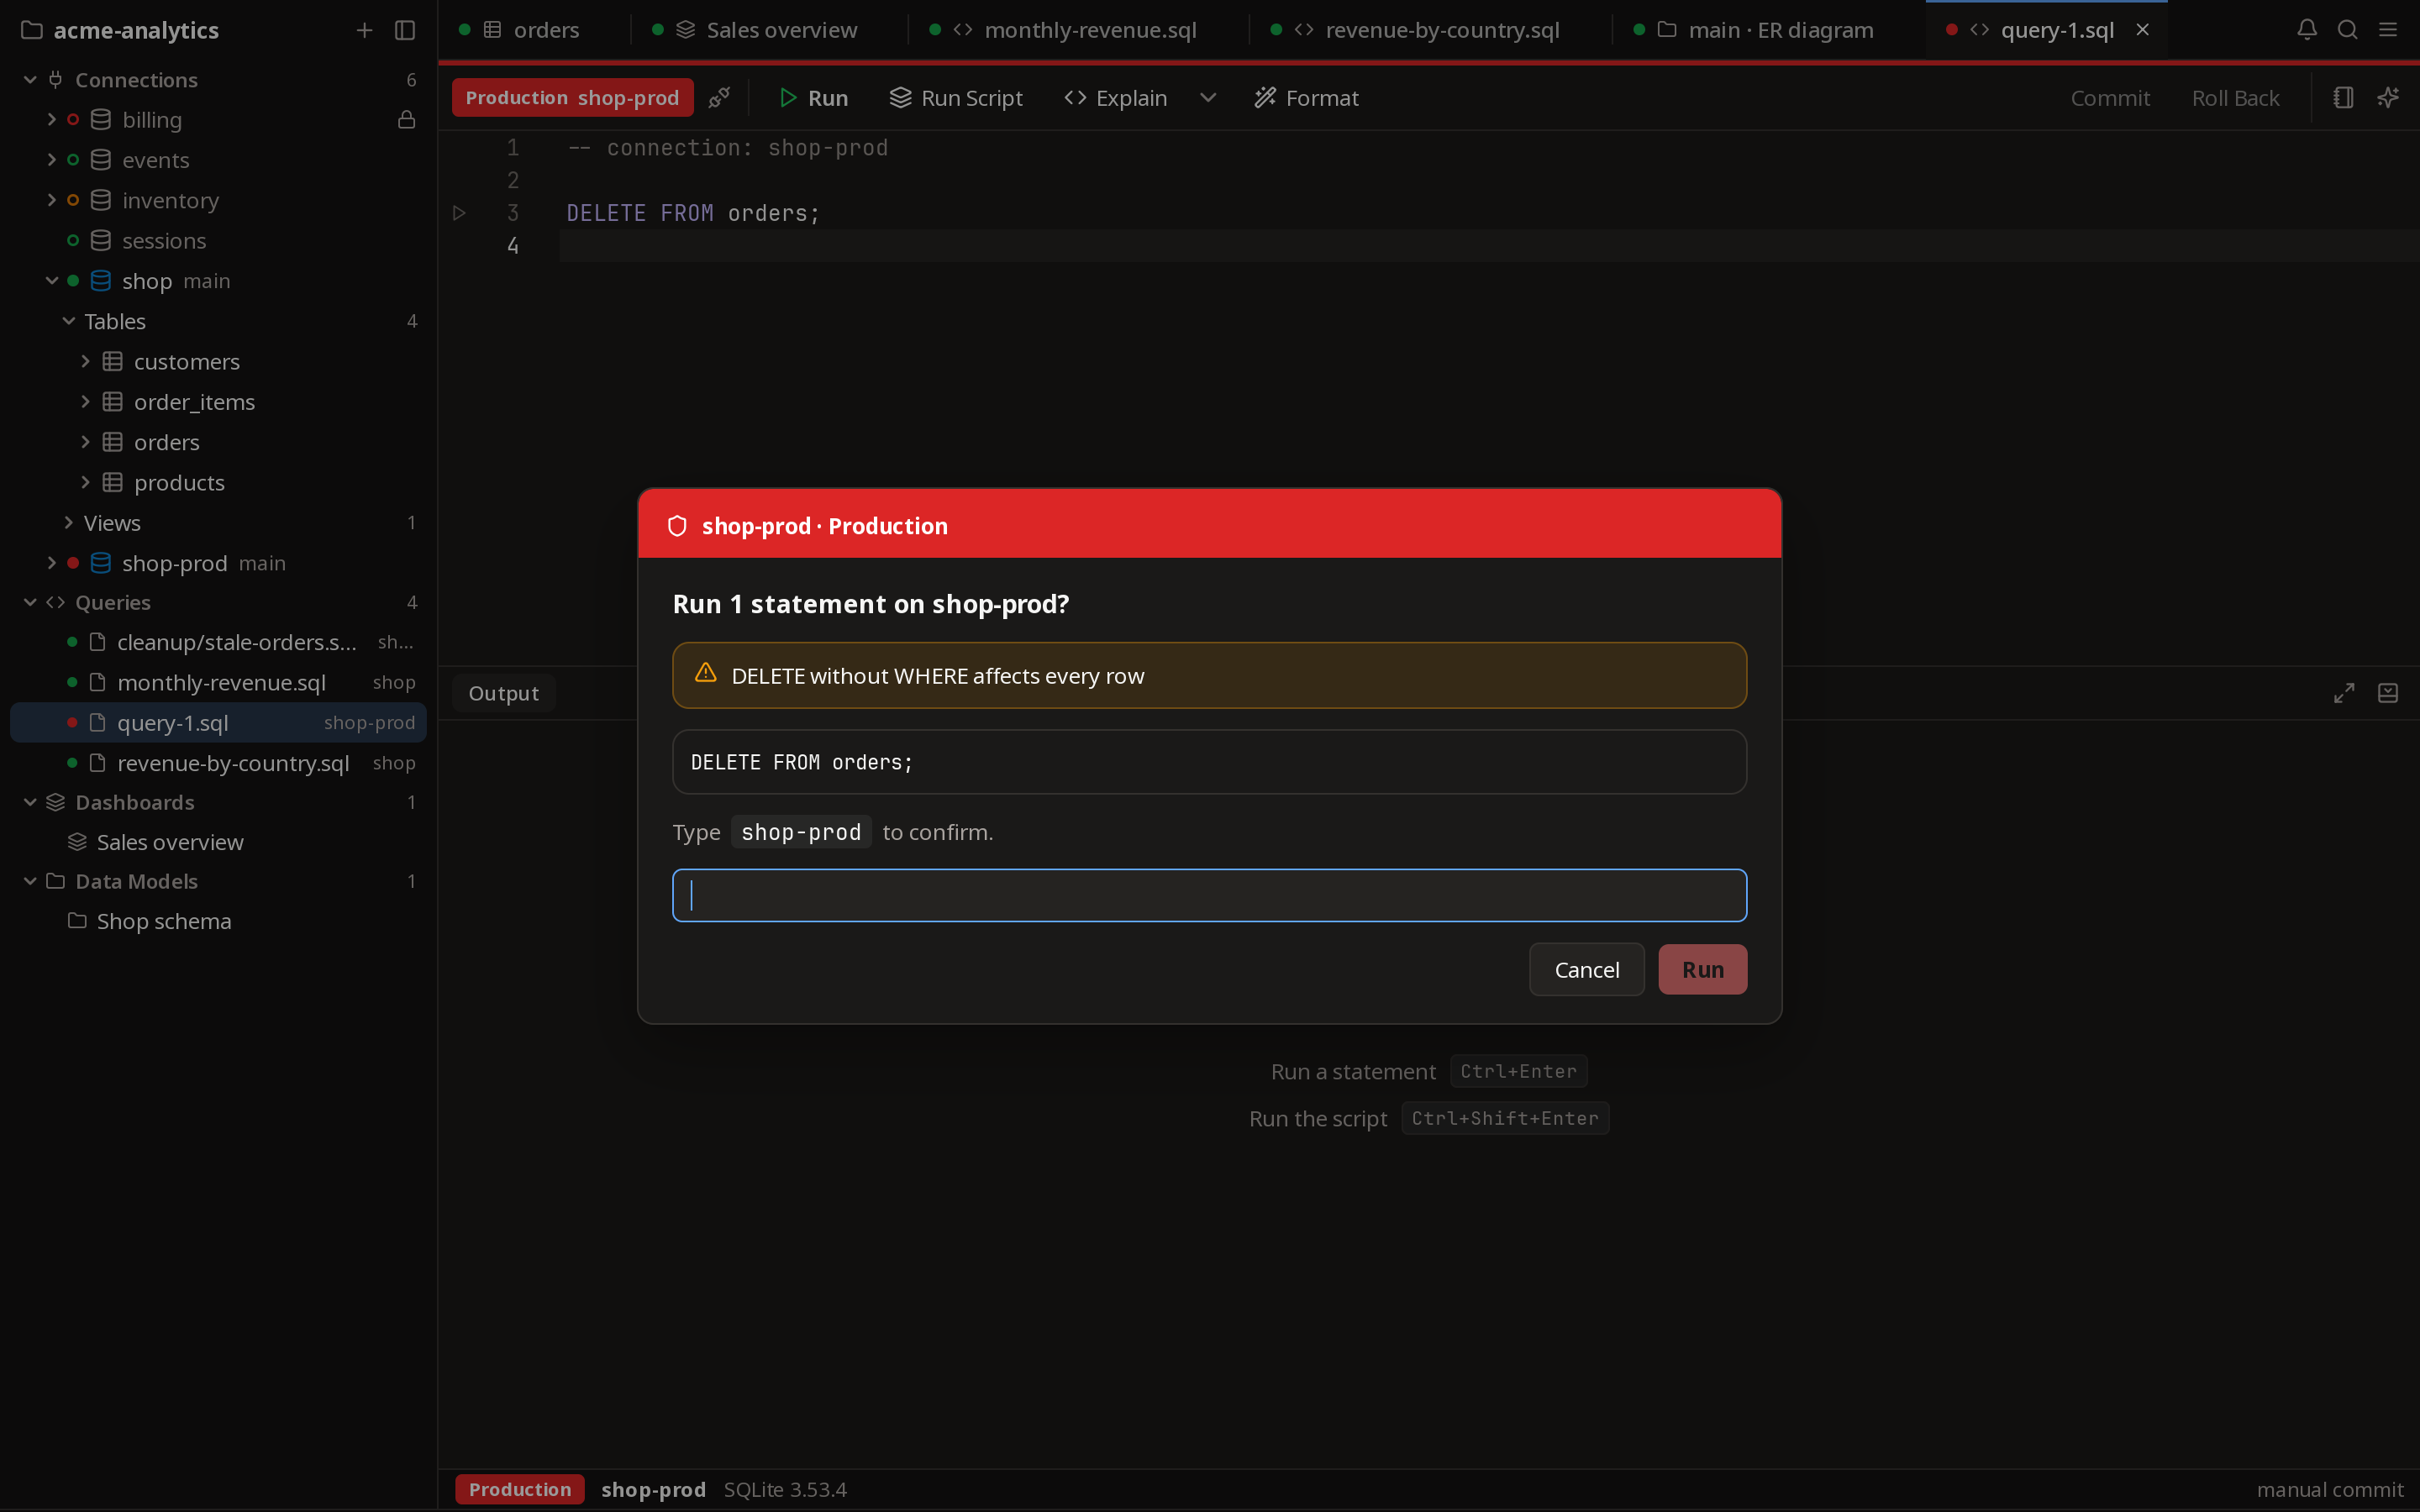 acme-analytics
Connections 6
billing
events
inventory
sessions
shop main
Tables 4
customers
order_items
orders
products
Views 1
shop-prod main
Queries 4
cleanup/stale-orders.s... sh...
monthly-revenue.sql shop
query-1.sql shop-prod
revenue-by-country.sql shop
Dashboards 1
Sales overview
Data Models 1
Shop schema
orders Sales overview monthly-revenue.sql revenue-by-country.sql main · ER diagram query-1.sql
Production shop-prod Run Run Script Explain Format Commit Roll Back
1 -- connection: shop-prod
2
3 DELETE FROM orders;
4
Output
shop-prod · Production
Run 1 statement on shop-prod?
DELETE without WHERE affects every row
DELETE FROM orders;
Type shop-prod to confirm.
Cancel Run
Run a statement Ctrl+Enter
Run the script Ctrl+Shift+Enter
Production shop-prod SQLite 3.53.4 manual commit